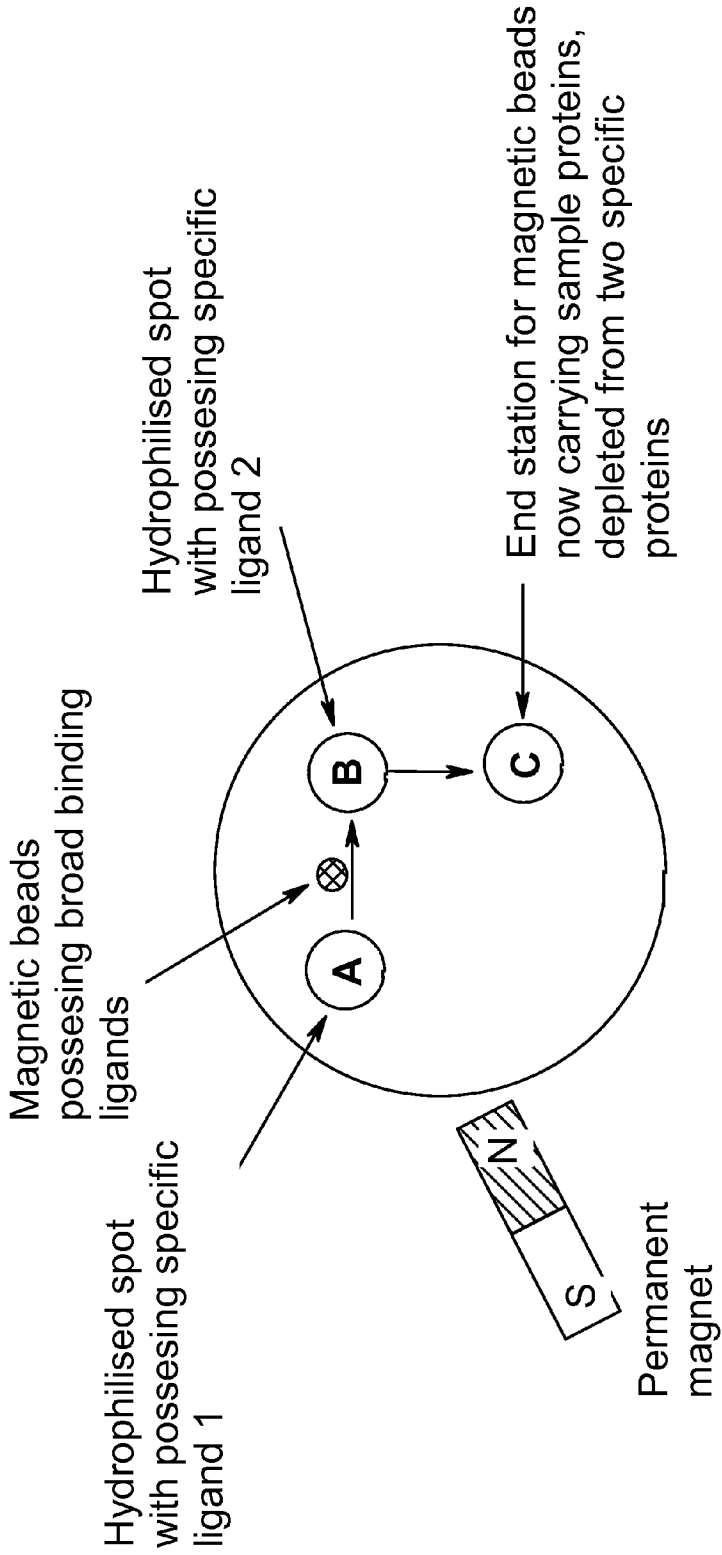 Magnetic beads
possesing broad binding
ligands
Hydrophilised spot
with possesing specific
ligand 1
Hydrophilised spot
with possesing specific
ligand 2
A
B
C
End station for magnetic beads
now carrying sample proteins,
depleted from two specific
proteins
N
S
Permanent
magnet